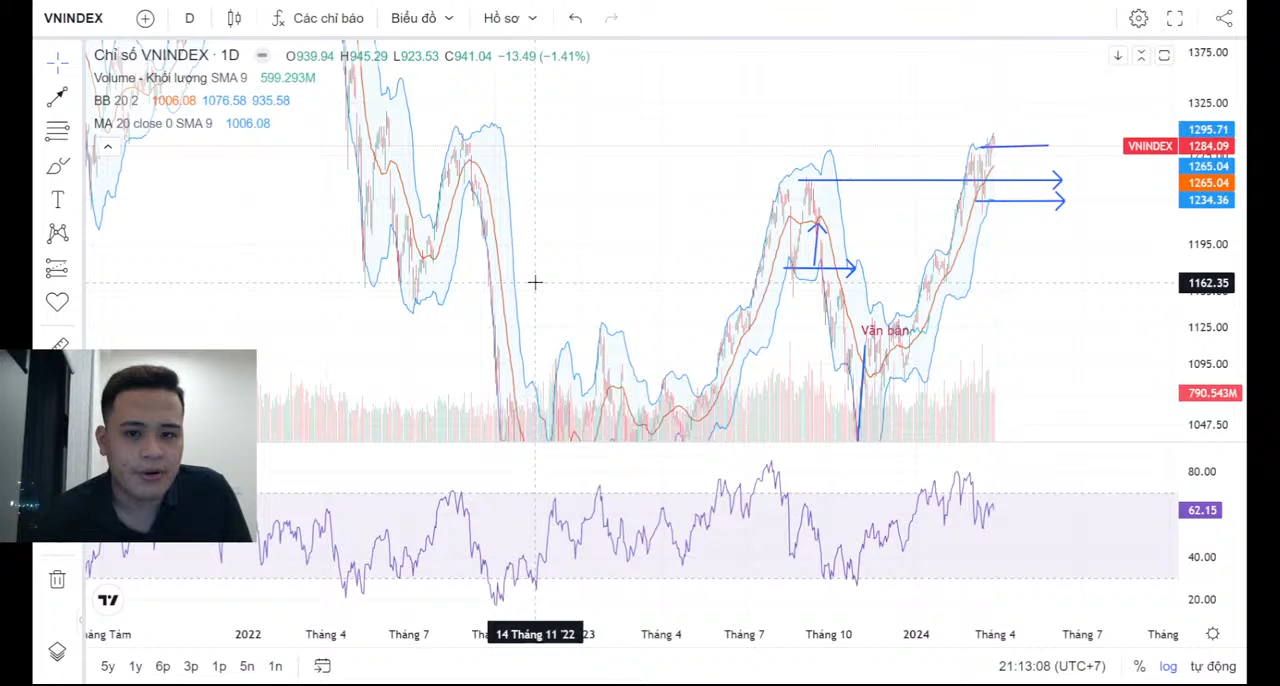 VNINDEX D Các chỉ báo Biểu đồ Hồ sơ
Chỉ số VNINDEX · 1D O939.94 H945.29 L923.53 C941.04 −13.49 (−1.41%)
Volume - Khối lượng SMA 9 599.293M
BB 20 2 1006.08 1076.58 935.58
MA 20 close 0 SMA 9 1006.08
1375.00
1325.00
1295.71
VNINDEX 1284.09
1265.04
1265.04
1234.36
1195.00
1162.35
1125.00
Văn bản
1095.00
790.543M
1047.50
80.00
62.15
40.00
20.00
2022 Tháng 4 Tháng 7 14 Tháng 11 '22 23 Tháng 4 Tháng 7 Tháng 10 2024 Tháng 4 Tháng 7 Tháng
5y 1y 6p 3p 1p 5n 1n 21:13:08 (UTC+7) % log tự động